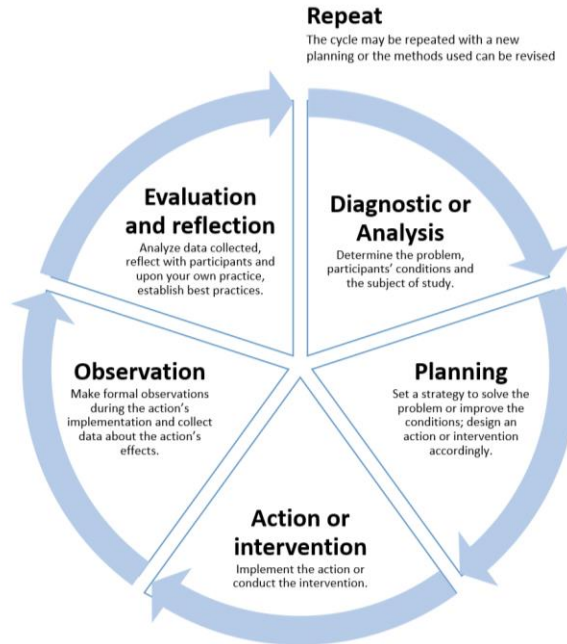 Repeat
The cycle may be repeated with a new
planning or the methods used can be revised
Evaluation
and reflection
Analyze data collected,
reflect with participants and
upon your own practice,
establish best practices.
Diagnostic or
Analysis
Determine the problem,
participants’ conditions and
the subject of study.
Observation
Make formal observations
during the action’s
implementation and collect
data about the action’s
effects.
Planning
Set a strategy to solve the
problem or improve the
conditions; design an
action or intervention
accordingly.
Action or
intervention
Implement the action or
conduct the intervention.